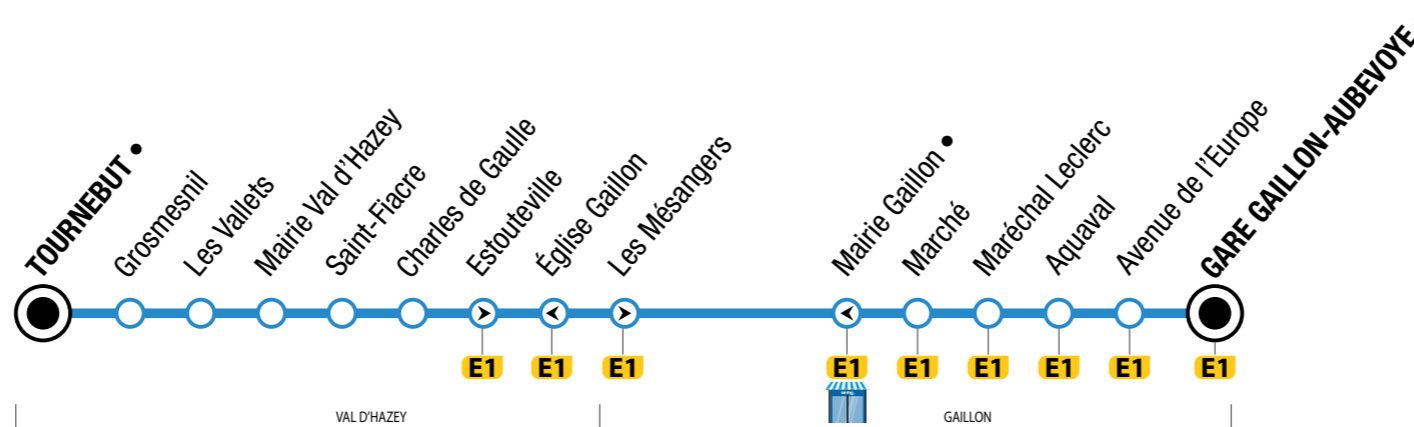 TOURNEBUT •
Grosmesnil
Les Vallets
Mairie Val d'Hazey
Saint-Fiacre
Charles de Gaulle
Estouteville
Église Gaillon
Les Mésangers
Mairie Gaillon •
Marché
Maréchal Leclerc
Aquaval
Avenue de l'Europe
GARE GAILLON-AUBEVOYE
E1
E1
E1
E1
E1
E1
E1
E1
E1
VAL D'HAZEY
GAILLON